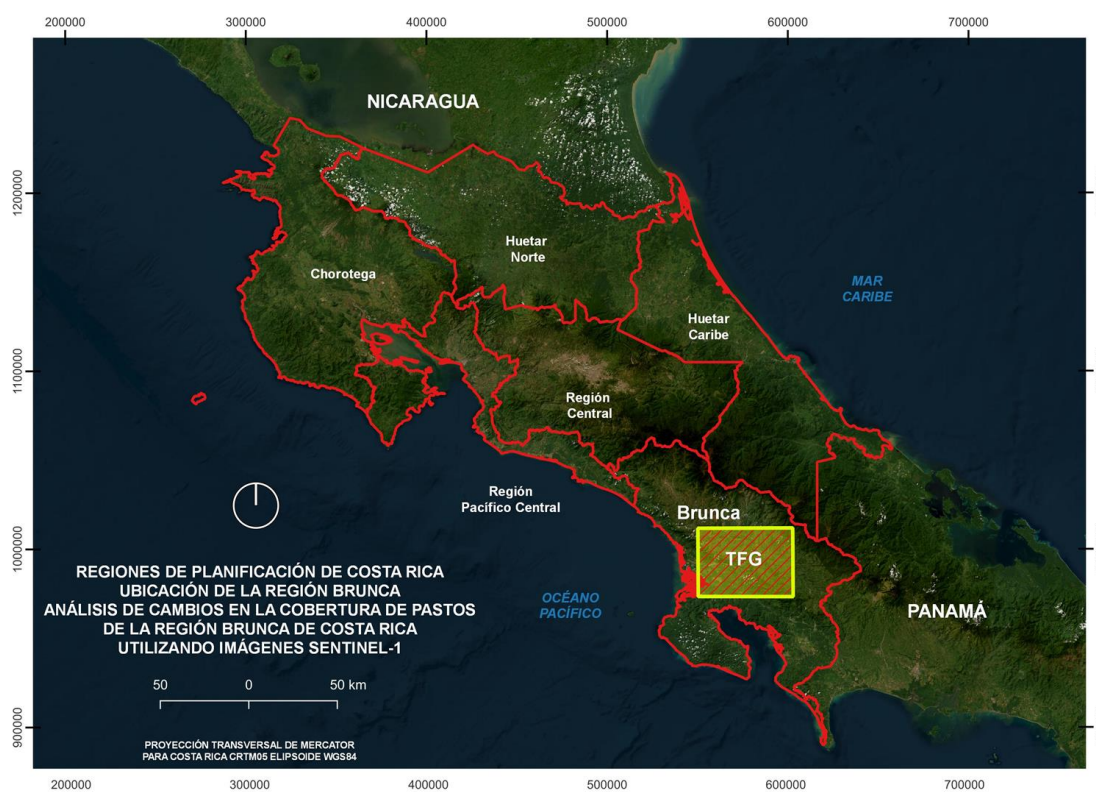 200000 300000 400000 500000 600000 700000
NICARAGUA
1200000
Huetar
Norte
Chorotega
MAR
CARIBE
Huetar
Caribe
1100000
Región
Central
Región
Pacífico Central
Brunca
1000000
TFG
REGIONES DE PLANIFICACIÓN DE COSTA RICA
UBICACIÓN DE LA REGIÓN BRUNCA
ANÁLISIS DE CAMBIOS EN LA COBERTURA DE PASTOS
DE LA REGIÓN BRUNCA DE COSTA RICA
UTILIZANDO IMÁGENES SENTINEL-1
OCÉANO
PACÍFICO
PANAMÁ
50 0 50 km
900000
PROYECCIÓN TRANSVERSAL DE MERCATOR
PARA COSTA RICA CRTM05 ELIPSOIDE WGS84
200000 300000 400000 500000 600000 700000